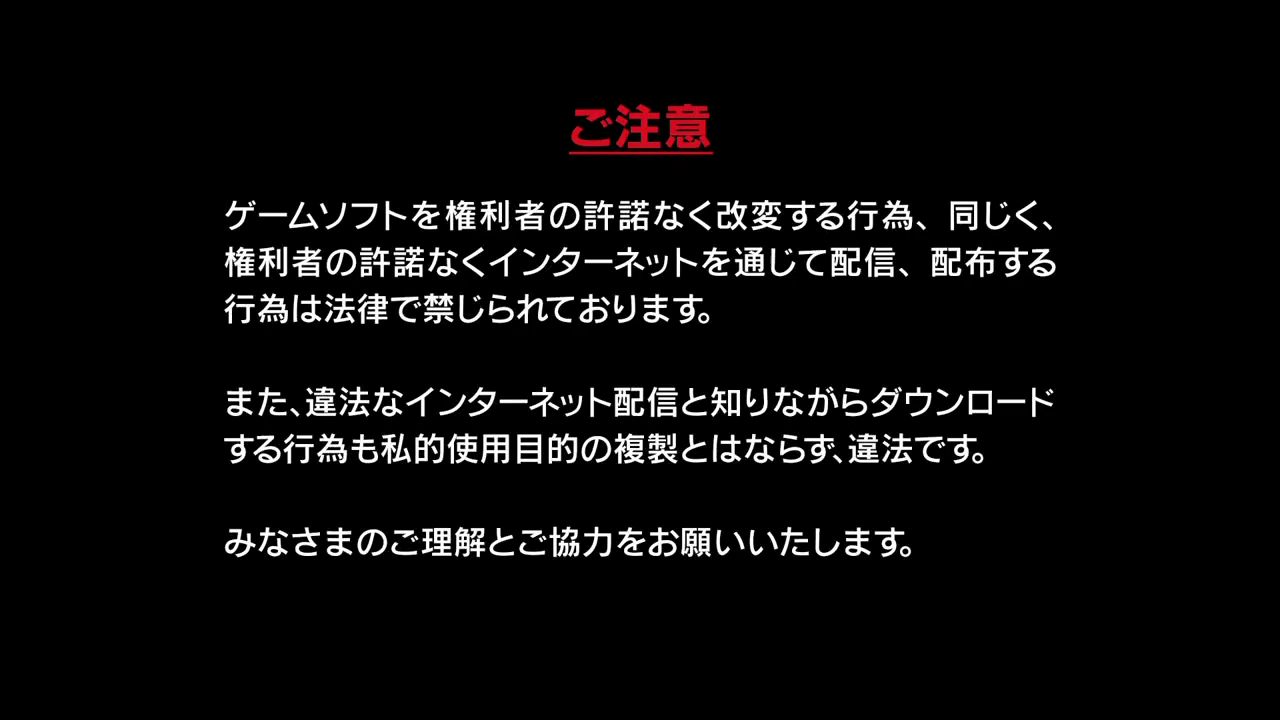 ご注意
ゲームソフトを権利者の許諾なく改変する行為、同じく、
権利者の許諾なくインターネットを通じて配信、配布する
行為は法律で禁じられております。
また、違法なインターネット配信と知りながらダウンロード
する行為も私的使用目的の複製とはならず、違法です。
みなさまのご理解とご協力をお願いいたします。